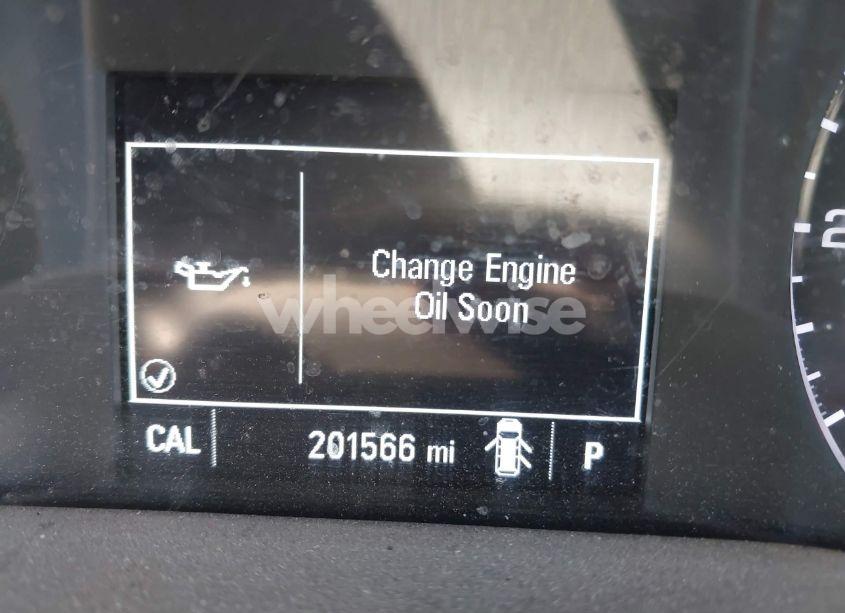 Change Engine
Oil Soon
wheelwise
CAL 201566 mi P